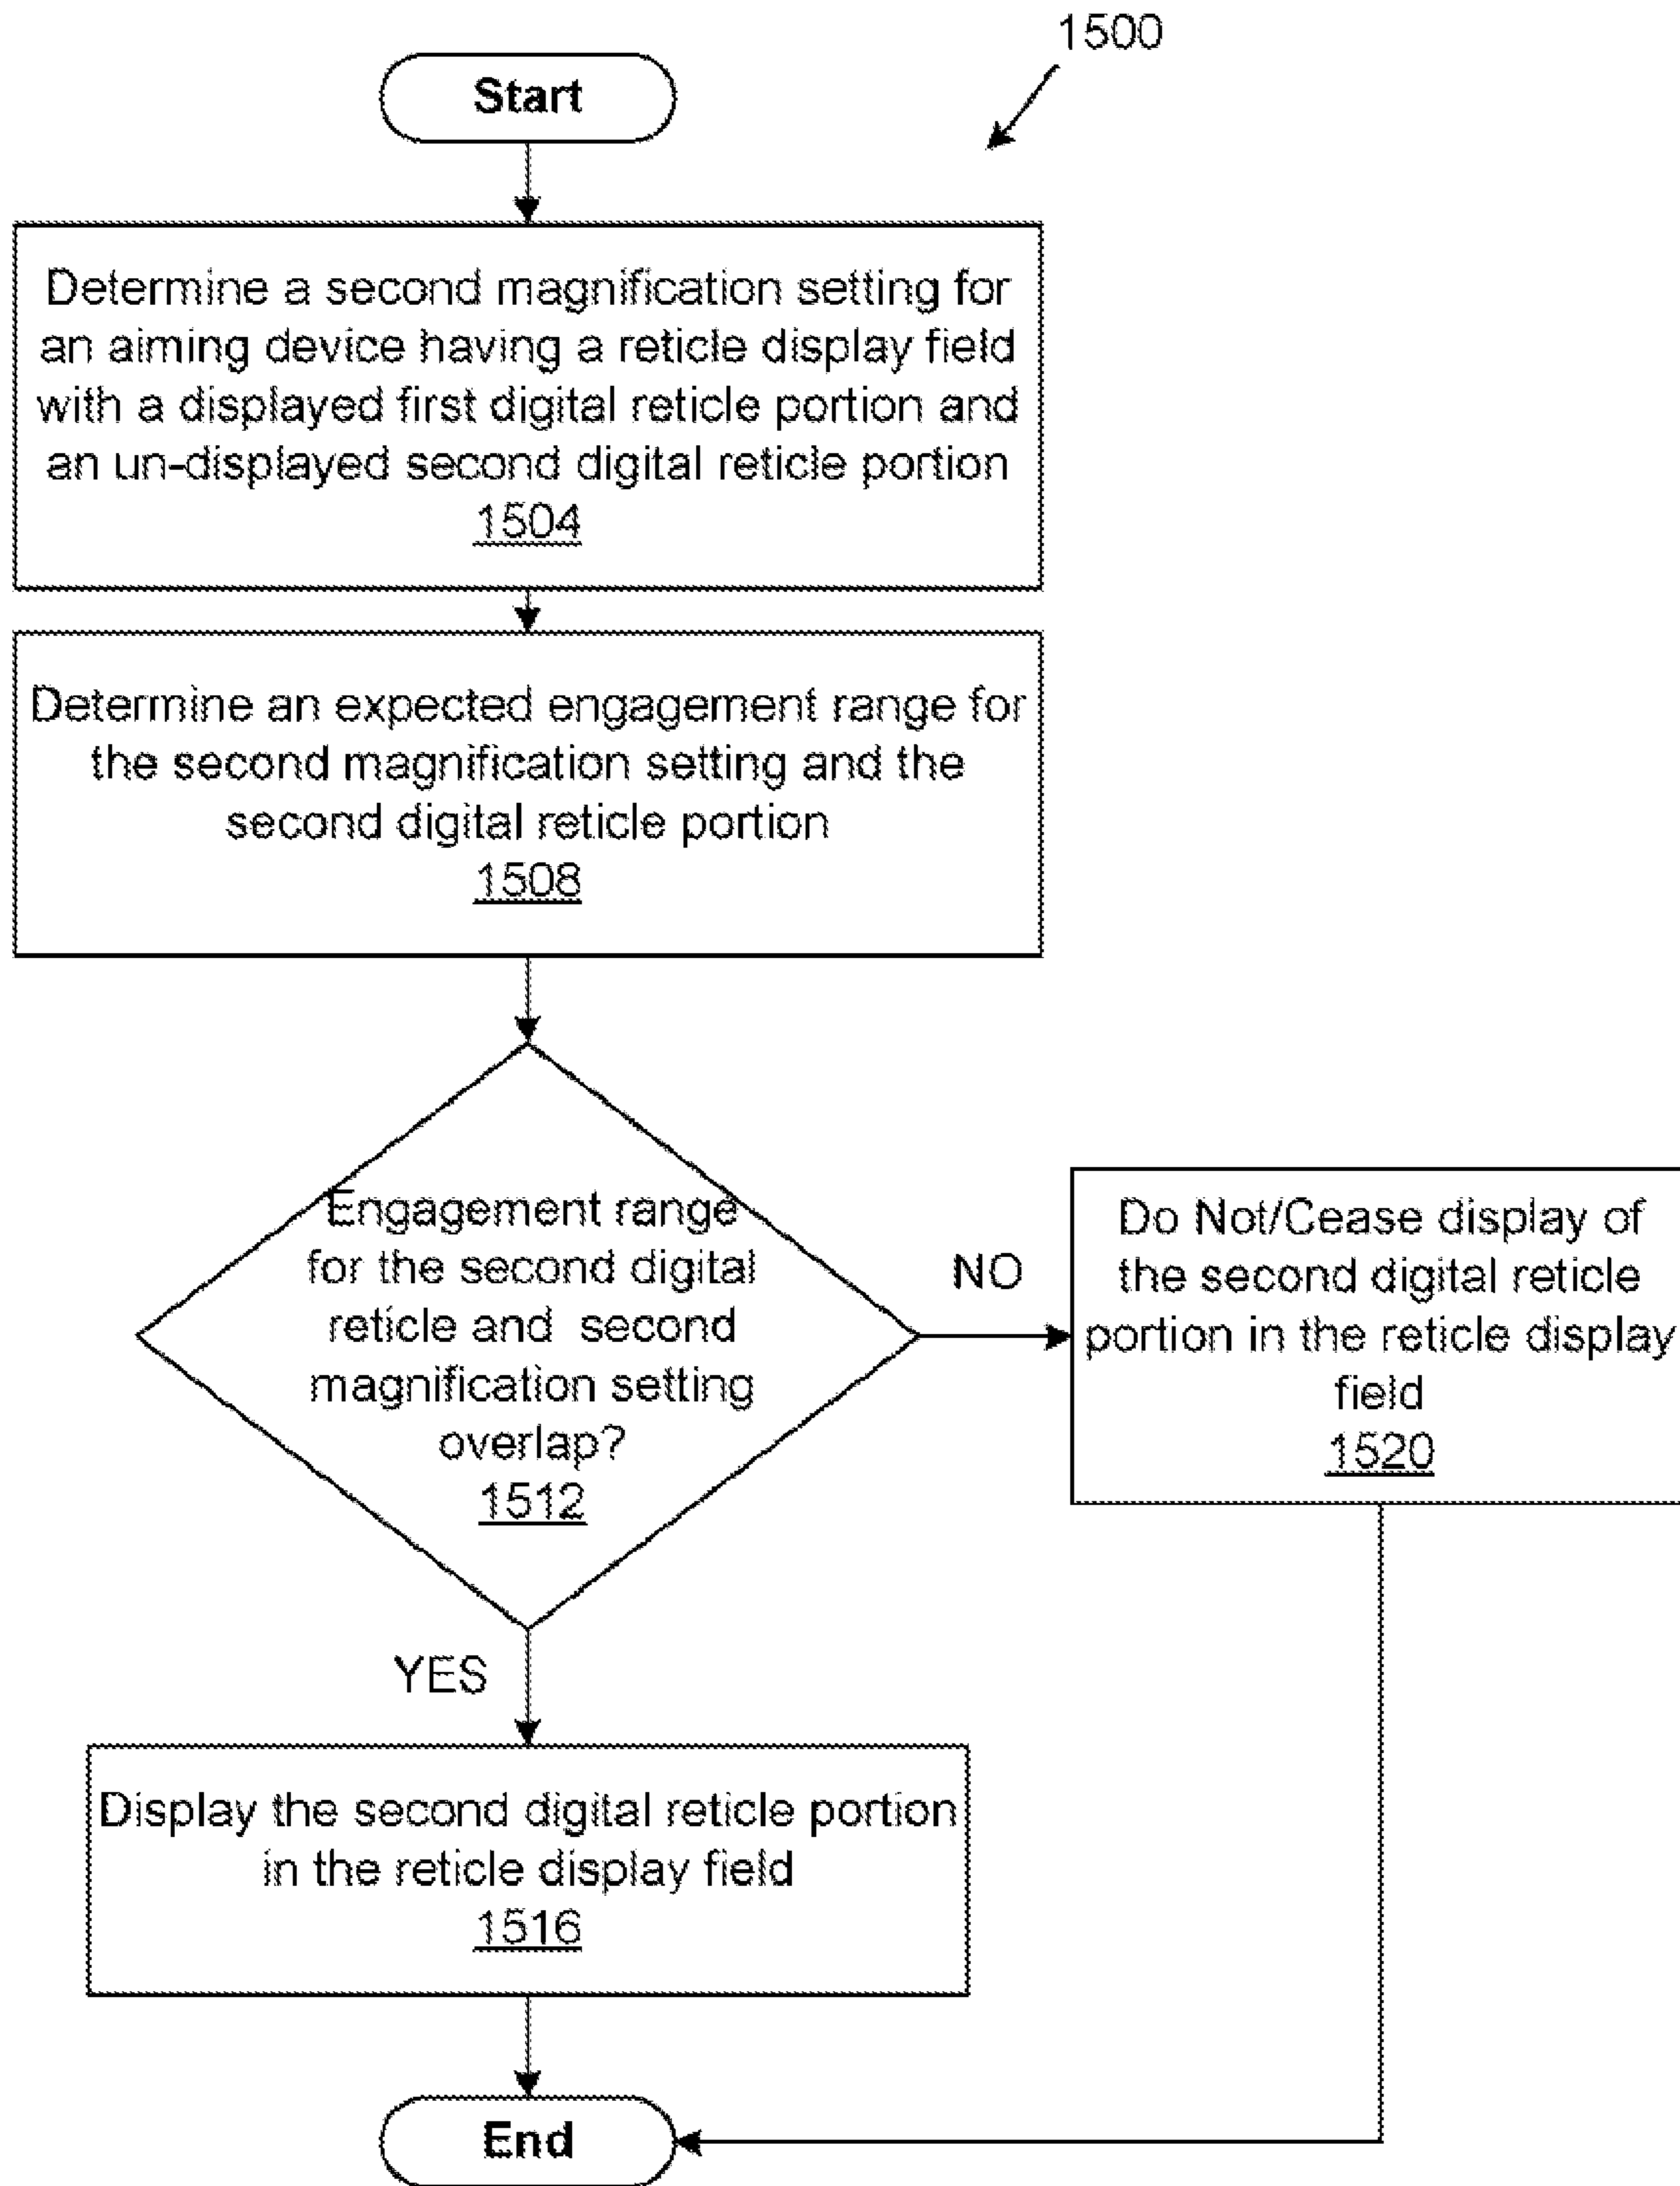 1500
Start
Determine a second magnification setting for
an aiming device having a reticle display field
with a displayed first digital reticle portion and
an un-displayed second digital reticle portion
1504
Determine an expected engagement range for
the second magnification setting and the
second digital reticle portion
1508
Engagement range
for the second digital
reticle and second
magnification setting
overlap?
1512
NO
Do Not/Cease display of
the second digital reticle
portion in the reticle display
field
1520
YES
Display the second digital reticle portion
in the reticle display field
1516
End